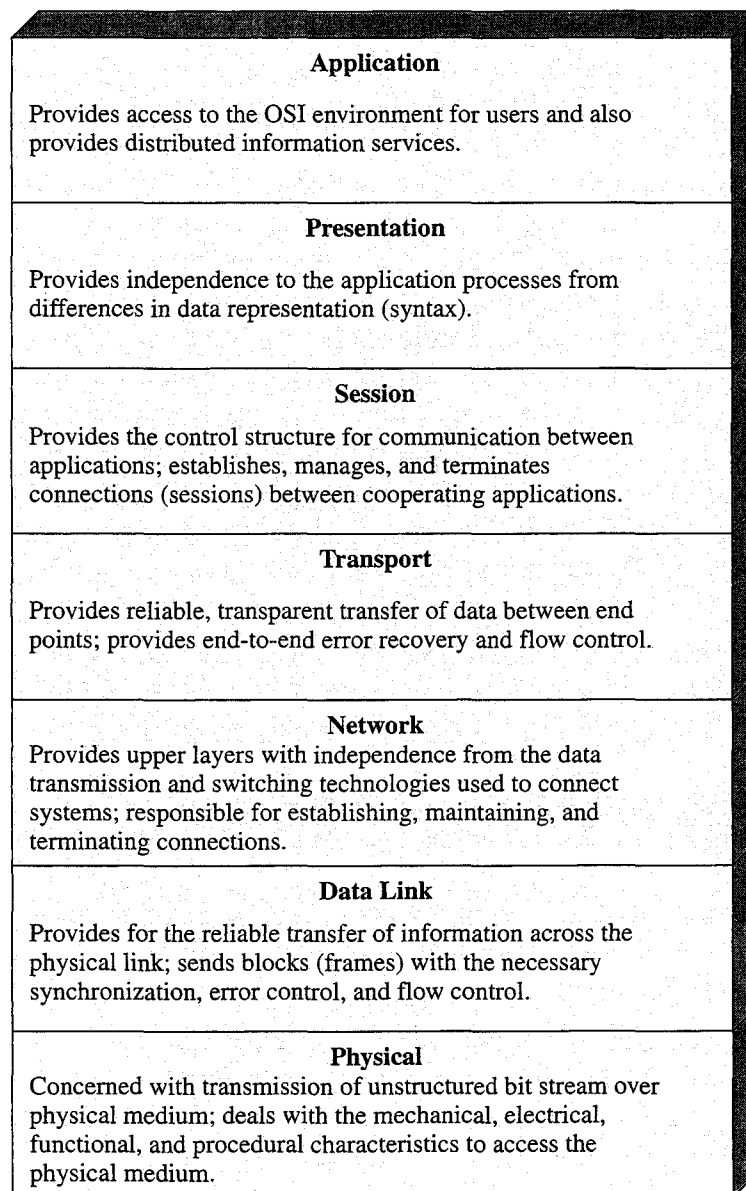 Application
Provides access to the OSI environment for users and also
provides distributed information services.
Presentation
Provides independence to the application processes from
differences in data representation (syntax).
Session
Provides the control structure for communication between
applications; establishes, manages, and terminates
connections (sessions) between cooperating applications.
Transport
Provides reliable, transparent transfer of data between end
points; provides end-to-end error recovery and flow control.
Network
Provides upper layers with independence from the data
transmission and switching technologies used to connect
systems; responsible for establishing, maintaining, and
terminating connections.
Data Link
Provides for the reliable transfer of information across the
physical link; sends blocks (frames) with the necessary
synchronization, error control, and flow control.
Physical
Concerned with transmission of unstructured bit stream over
physical medium; deals with the mechanical, electrical,
functional, and procedural characteristics to access the
physical medium.